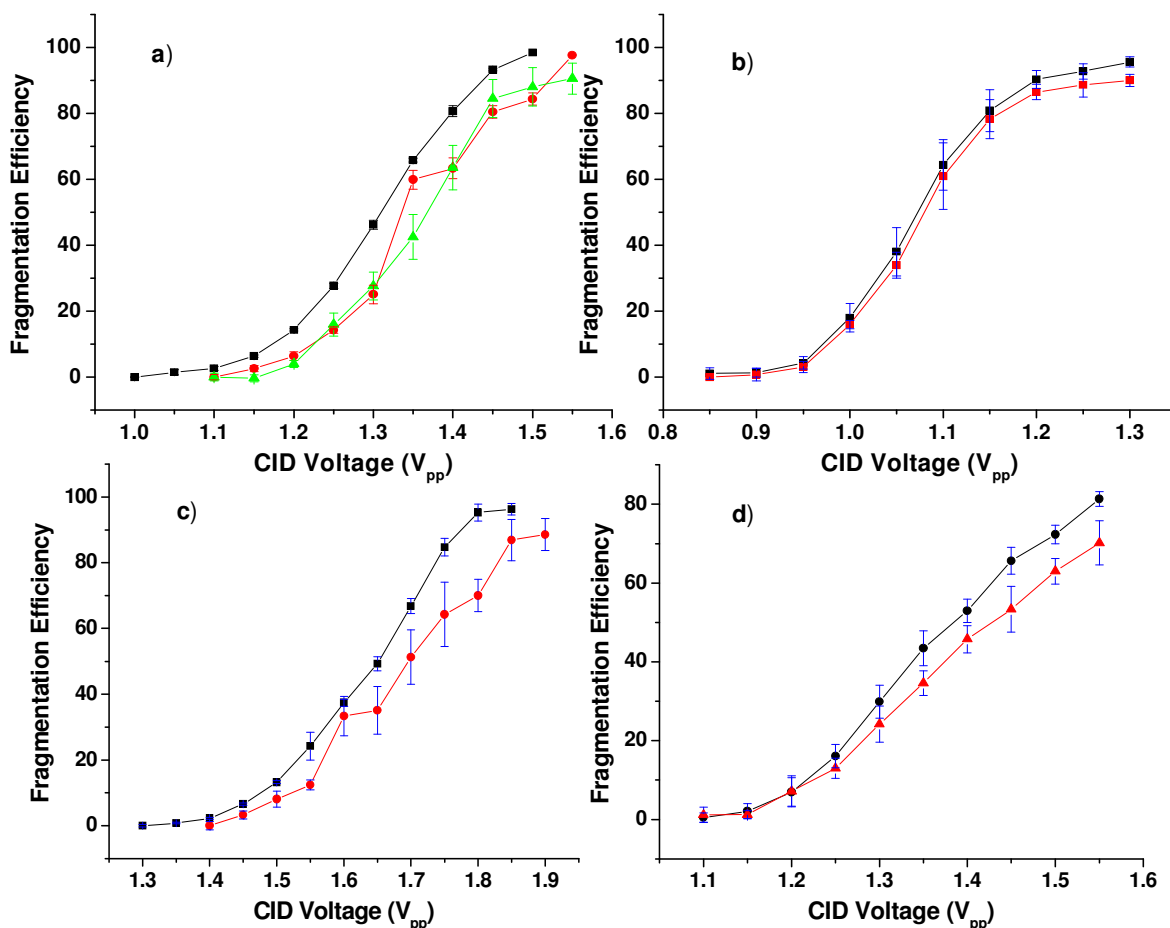 a)
Fragmentation Efficiency
100
80
60
40
20
0
1.0 1.1 1.2 1.3 1.4 1.5 1.6
CID Voltage (Vpp)
b)
Fragmentation Efficiency
100
80
60
40
20
0
0.8 0.9 1.0 1.1 1.2 1.3
CID Voltage (Vpp)
c)
Fragmentation Efficiency
100
80
60
40
20
0
1.3 1.4 1.5 1.6 1.7 1.8 1.9
CID Voltage (Vpp)
d)
Fragmentation Efficiency
80
60
40
20
0
1.1 1.2 1.3 1.4 1.5 1.6
CID Voltage (Vpp)